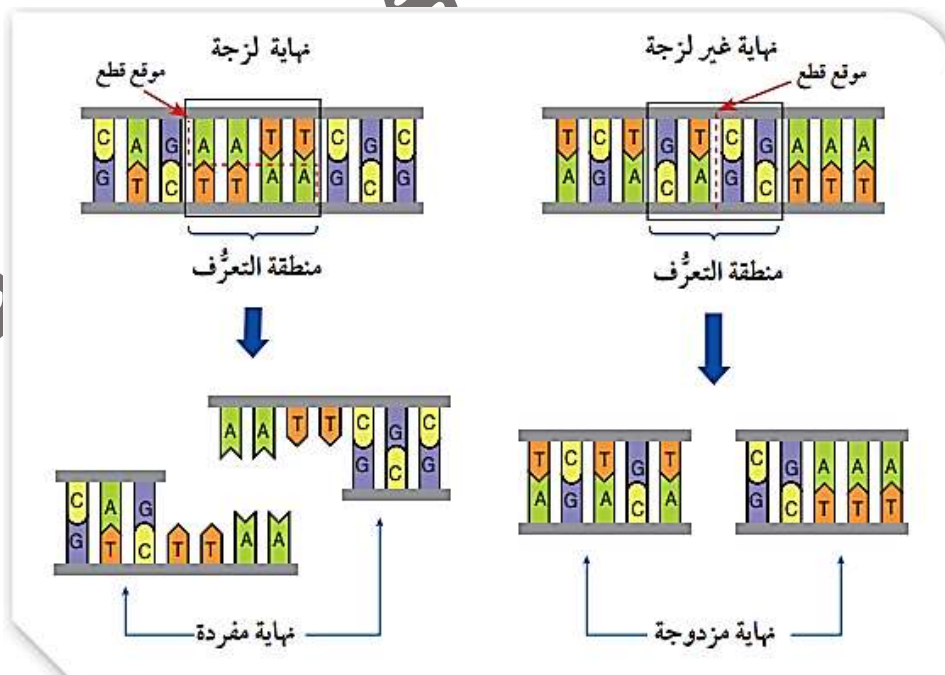 نهاية غير لزجة
موقع قطع
T C T G T C G A A A
A G A C A G C T T T
منطقة التعرُّف
T C T G T
A G A C A
C G A A A
G C T T T
نهاية مزدوجة
نهاية لزجة
موقع قطع
C A G A A T T C G C
G T C T T A A G C G
منطقة التعرُّف
A A T T C G C
G C G
C A G
G T C T T A A
نهاية مفردة